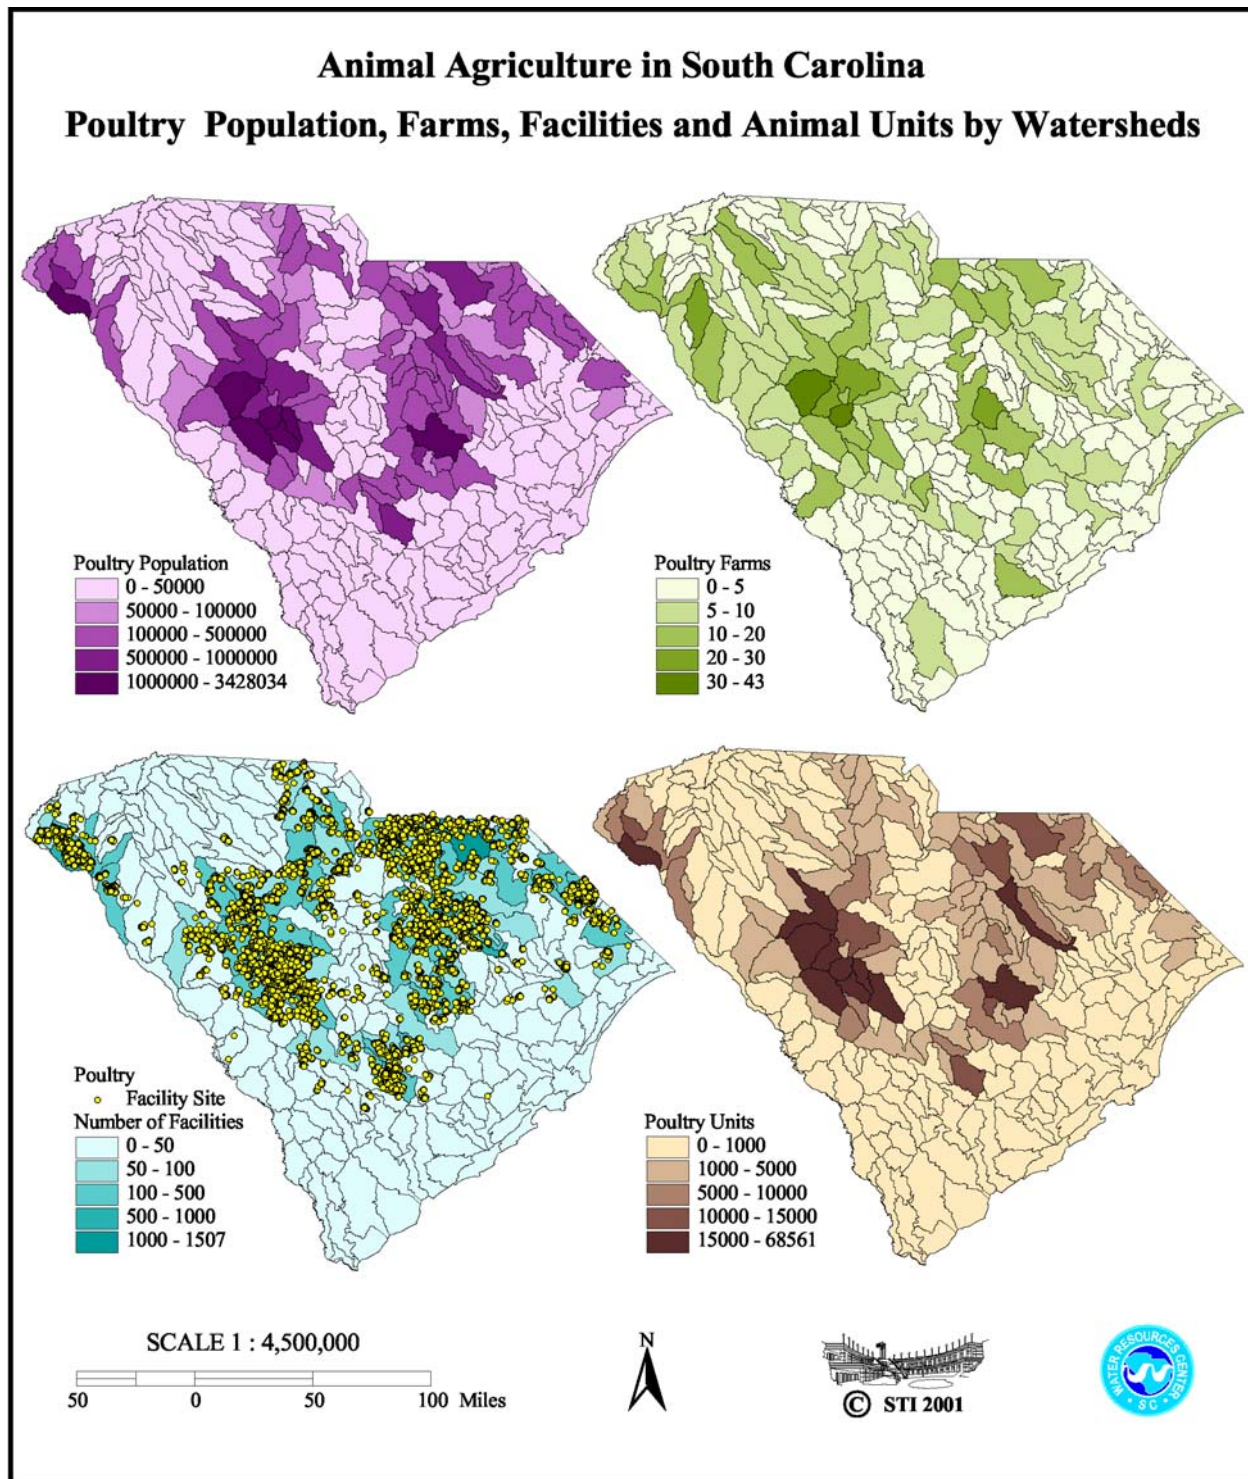 Animal Agriculture in South Carolina
Poultry Population, Farms, Facilities and Animal Units by Watersheds
Poultry Population
0 - 50000
50000 - 100000
100000 - 500000
500000 - 1000000
1000000 - 3428034
Poultry Farms
0 - 5
5 - 10
10 - 20
20 - 30
30 - 43
Poultry
Facility Site
Number of Facilities
0 - 50
50 - 100
100 - 500
500 - 1000
1000 - 1507
Poultry Units
0 - 1000
1000 - 5000
5000 - 10000
10000 - 15000
15000 - 68561
SCALE 1 : 4,500,000
50 0 50 100 Miles
N
© STI 2001
WATER RESOURCES CENTER
· SC ·